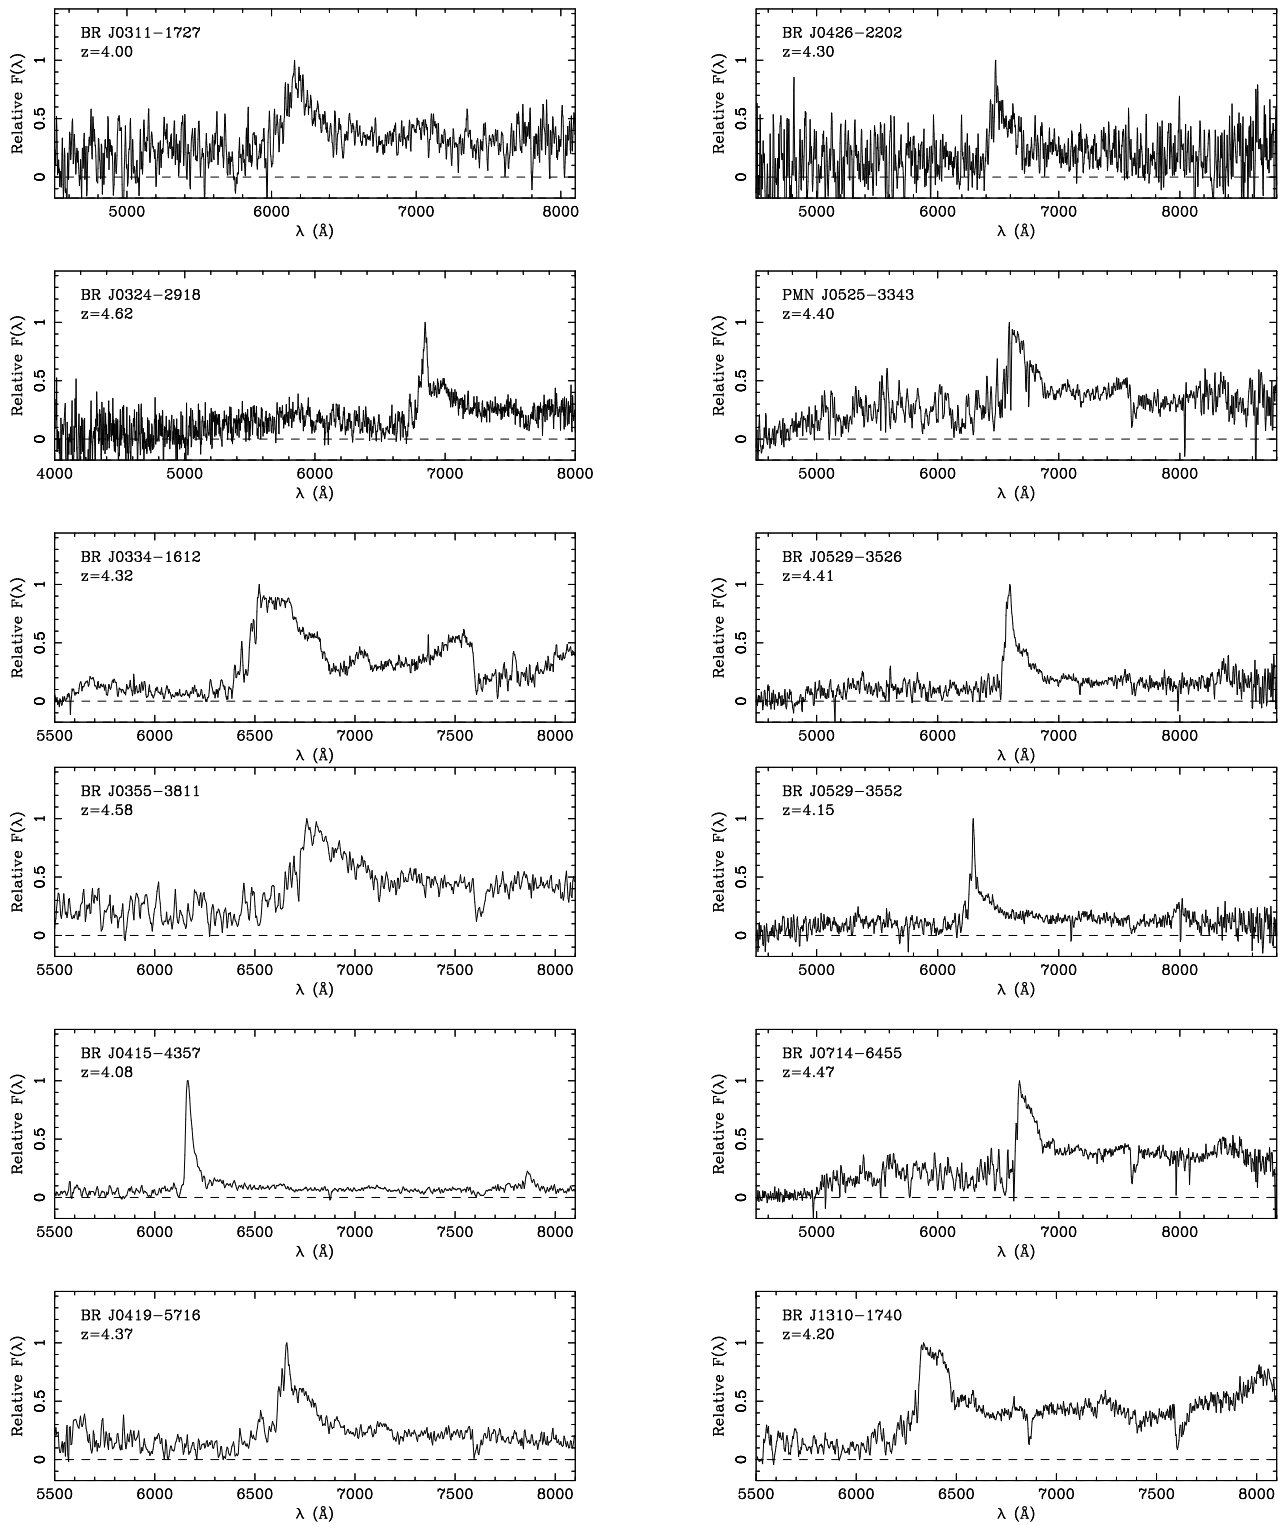 BR J0311−1727
z=4.00
Relative F(λ)
0 0.5 1
5000 6000 7000 8000
λ (Å)
BR J0426−2202
z=4.30
Relative F(λ)
0 0.5 1
5000 6000 7000 8000
λ (Å)
BR J0324−2918
z=4.62
Relative F(λ)
0 0.5 1
4000 5000 6000 7000 8000
λ (Å)
PMN J0525−3343
z=4.40
Relative F(λ)
0 0.5 1
5000 6000 7000 8000
λ (Å)
BR J0334−1612
z=4.32
Relative F(λ)
0 0.5 1
5500 6000 6500 7000 7500 8000
λ (Å)
BR J0529−3526
z=4.41
Relative F(λ)
0 0.5 1
5000 6000 7000 8000
λ (Å)
BR J0355−3811
z=4.58
Relative F(λ)
0 0.5 1
5500 6000 6500 7000 7500 8000
λ (Å)
BR J0529−3552
z=4.15
Relative F(λ)
0 0.5 1
5000 6000 7000 8000
λ (Å)
BR J0415−4357
z=4.08
Relative F(λ)
0 0.5 1
5500 6000 6500 7000 7500 8000
λ (Å)
BR J0714−6455
z=4.47
Relative F(λ)
0 0.5 1
5000 6000 7000 8000
λ (Å)
BR J0419−5716
z=4.37
Relative F(λ)
0 0.5 1
5500 6000 6500 7000 7500 8000
λ (Å)
BR J1310−1740
z=4.20
Relative F(λ)
0 0.5 1
5500 6000 6500 7000 7500 8000
λ (Å)